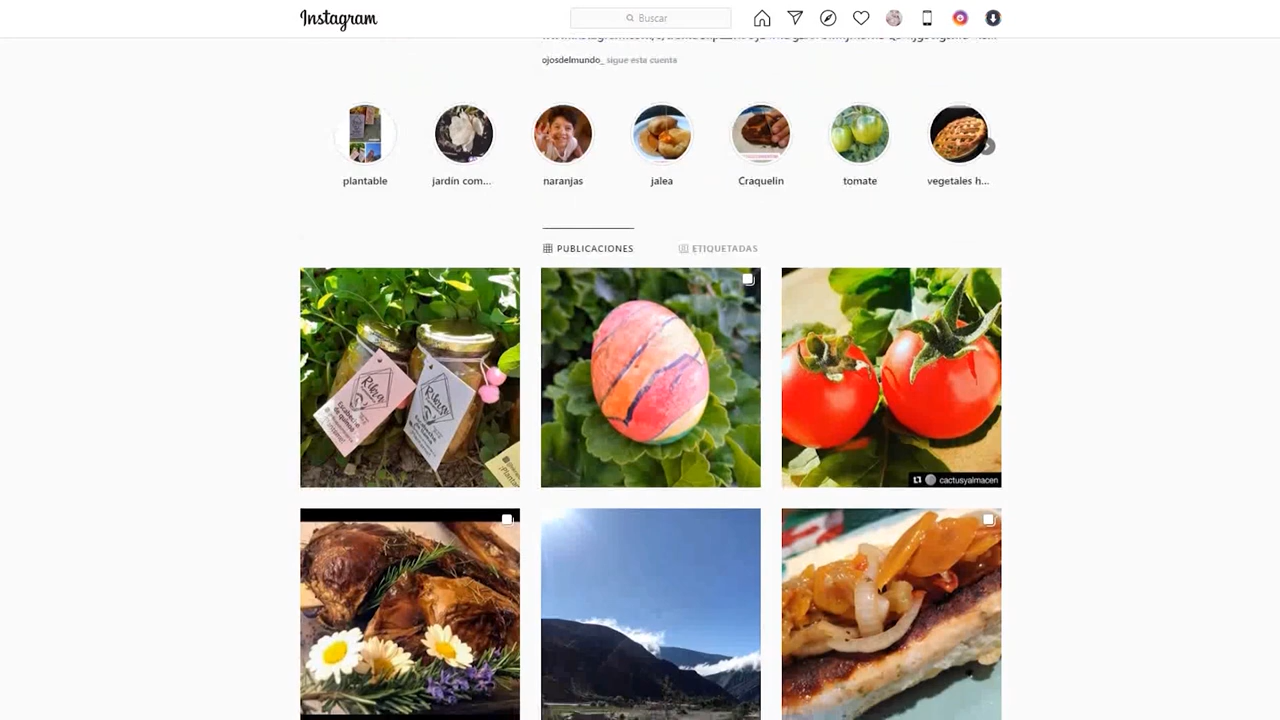 Instagram
Buscar
ojosdelmundo_ sigue esta cuenta
plantable
jardín com...
naranjas
jalea
Craquelin
tomate
vegetales h...
PUBLICACIONES
ETIQUETADAS
cactusyalmacen